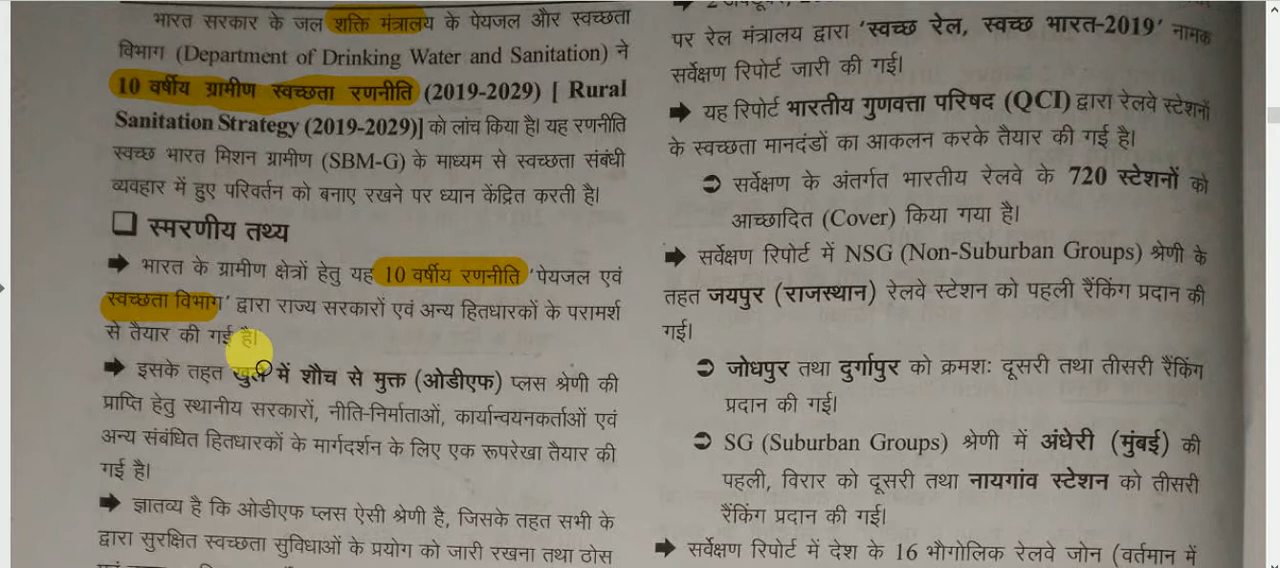 भारत सरकार के जल शक्ति मंत्रालय के पेयजल और स्वच्छता
विभाग (Department of Drinking Water and Sanitation) ने
10 वर्षीय ग्रामीण स्वच्छता रणनीति (2019-2029) [ Rural
Sanitation Strategy (2019-2029)] को लांच किया है। यह रणनीति
स्वच्छ भारत मिशन ग्रामीण (SBM-G) के माध्यम से स्वच्छता संबंधी
व्यवहार में हुए परिवर्तन को बनाए रखने पर ध्यान केंद्रित करती है।
❑ स्मरणीय तथ्य
➡ भारत के ग्रामीण क्षेत्रों हेतु यह 10 वर्षीय रणनीति 'पेयजल एवं
स्वच्छता विभाग' द्वारा राज्य सरकारों एवं अन्य हितधारकों के परामर्श
से तैयार की गई है।
➡ इसके तहत खुले में शौच से मुक्त (ओडीएफ) प्लस श्रेणी की
प्राप्ति हेतु स्थानीय सरकारों, नीति-निर्माताओं, कार्यान्वयनकर्ताओं एवं
अन्य संबंधित हितधारकों के मार्गदर्शन के लिए एक रूपरेखा तैयार की
गई है।
➡ ज्ञातव्य है कि ओडीएफ प्लस ऐसी श्रेणी है, जिसके तहत सभी के
द्वारा सुरक्षित स्वच्छता सुविधाओं के प्रयोग को जारी रखना तथा ठोस
पर रेल मंत्रालय द्वारा 'स्वच्छ रेल, स्वच्छ भारत-2019' नामक
सर्वेक्षण रिपोर्ट जारी की गई।
➡ यह रिपोर्ट भारतीय गुणवत्ता परिषद (QCI) द्वारा रेलवे स्टेशनों
के स्वच्छता मानदंडों का आकलन करके तैयार की गई है।
➲ सर्वेक्षण के अंतर्गत भारतीय रेलवे के 720 स्टेशनों को
आच्छादित (Cover) किया गया है।
➡ सर्वेक्षण रिपोर्ट में NSG (Non-Suburban Groups) श्रेणी के
तहत जयपुर (राजस्थान) रेलवे स्टेशन को पहली रैंकिंग प्रदान की
गई।
➲ जोधपुर तथा दुर्गापुर को क्रमशः दूसरी तथा तीसरी रैंकिंग
प्रदान की गई।
➲ SG (Suburban Groups) श्रेणी में अंधेरी (मुंबई) की
पहली, विरार को दूसरी तथा नायगांव स्टेशन को तीसरी
रैंकिंग प्रदान की गई।
➡ सर्वेक्षण रिपोर्ट में देश के 16 भौगोलिक रेलवे जोन (वर्तमान में